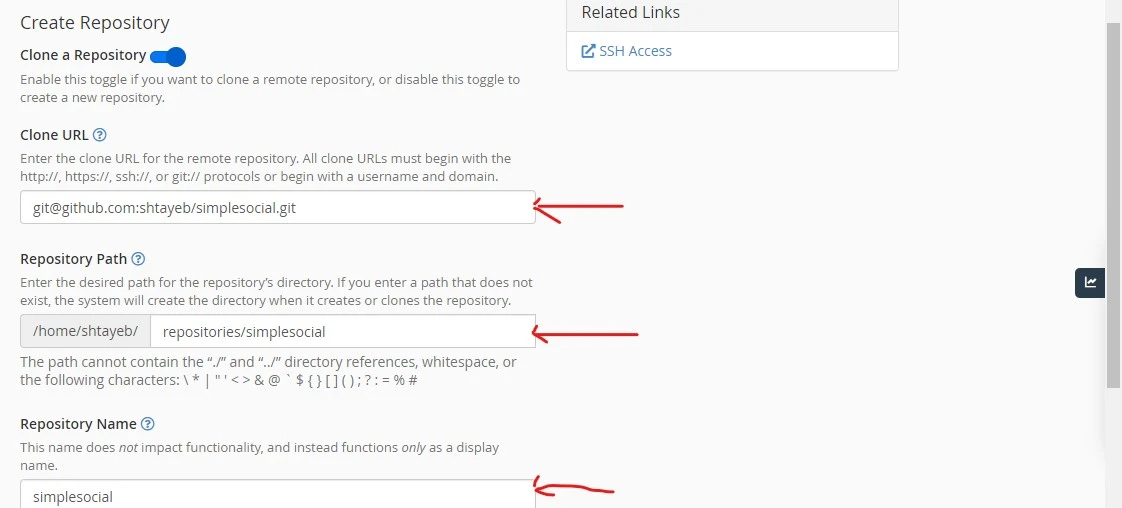 Create Repository
Clone a Repository
Enable this toggle if you want to clone a remote repository, or disable this toggle to
create a new repository.
Clone URL
Enter the clone URL for the remote repository. All clone URLs must begin with the
http://, https://, ssh://, or git:// protocols or begin with a username and domain.
git@github.com:shtayeb/simplesocial.git
Repository Path
Enter the desired path for the repository's directory. If you enter a path that does not
exist, the system will create the directory when it creates or clones the repository.
/home/shtayeb/ repositories/simplesocial
The path cannot contain the “./” and “../” directory references, whitespace, or
the following characters: \ * | " ' < > & @ ` $ { } [ ] ( ) ; ? : = % #
Repository Name
This name does not impact functionality, and instead functions only as a display
name.
simplesocial
Related Links
SSH Access